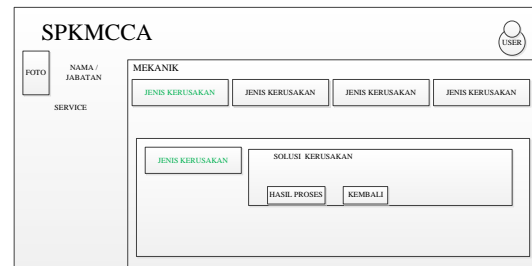 SPKMCCA
USER
FOTO
NAMA /
JABATAN
SERVICE
MEKANIK
JENIS KERUSAKAN
JENIS KERUSAKAN
JENIS KERUSAKAN
JENIS KERUSAKAN
JENIS KERUSAKAN
SOLUSI KERUSAKAN
HASIL PROSES
KEMBALI